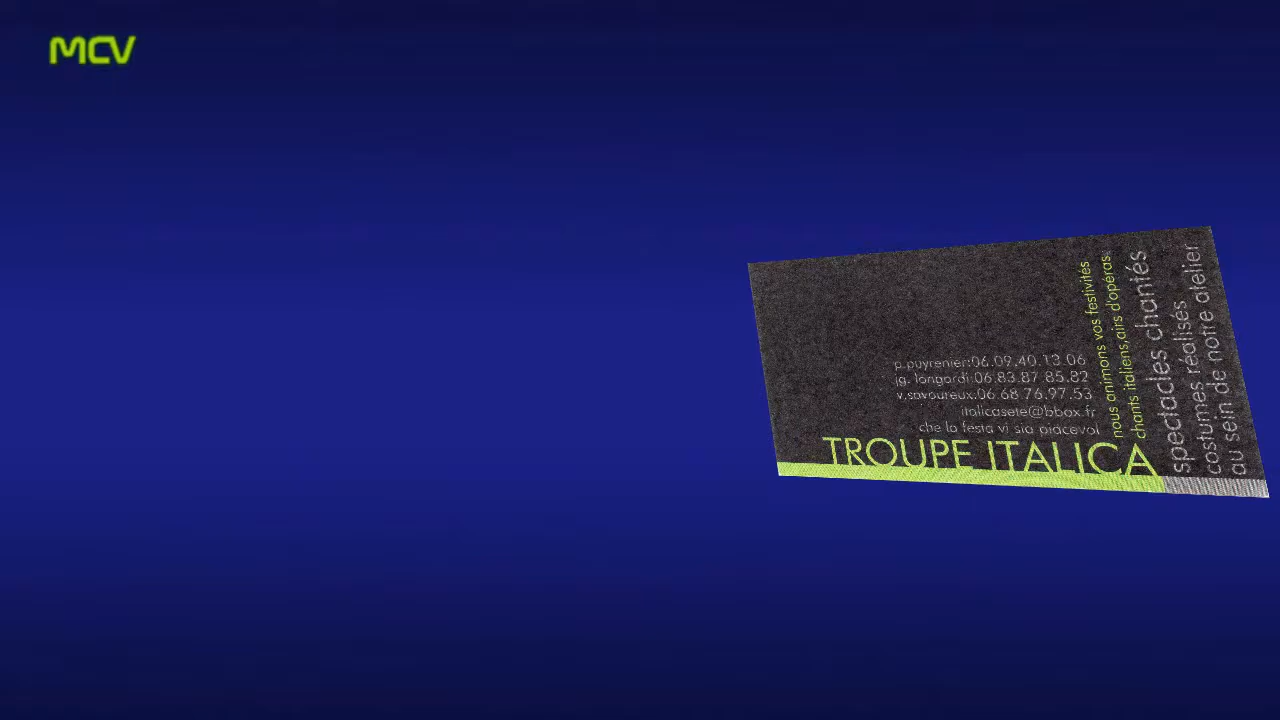 MCV
p.puyrenier:06.09.40.13.06
jg. longardi:06.83.87 85.82
v.savoureux:06.68 76.97.53
italicasete@bbox.fr
che la festa vi sia piacevol
TROUPE ITALICA
nous animons vos festivités
chants italiens,airs d'opéras
spectacles chantés
costumes réalisés
au sein de notre atelier